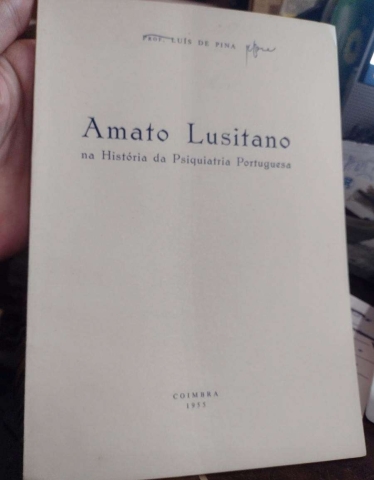 PROF. LUÍS DE PINA
Amato Lusitano
na História da Psiquiatria Portuguesa
COIMBRA